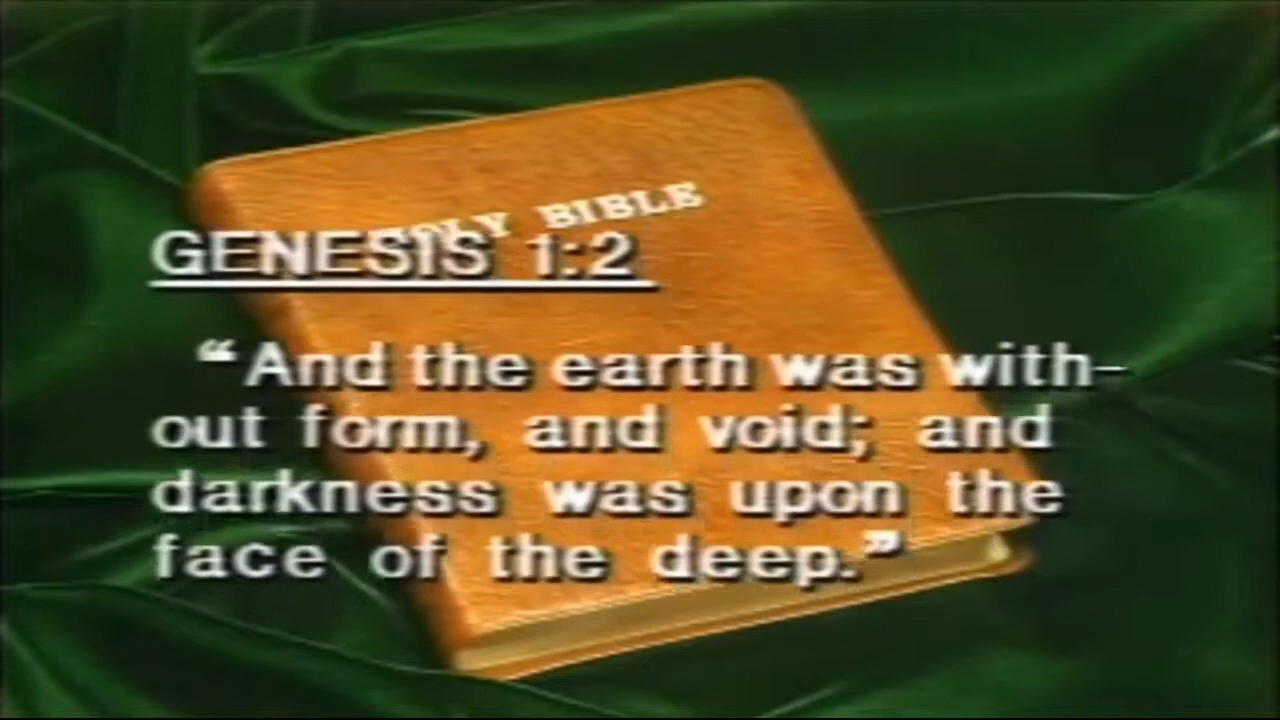 HOLY BIBLE
GENESIS 1:2
“And the earth was with-
out form, and void; and
darkness was upon the
face of the deep.”